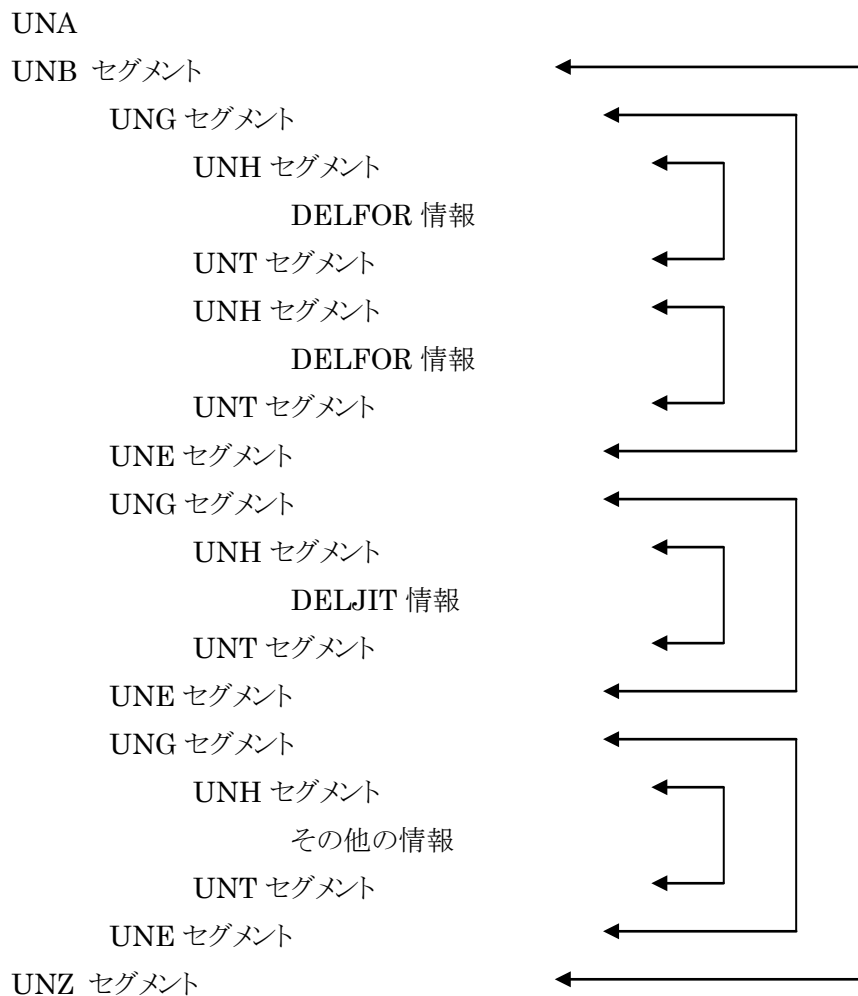 UNA
UNB セグメント
UNG セグメント
UNH セグメント
DELFOR 情報
UNT セグメント
UNH セグメント
DELFOR 情報
UNT セグメント
UNE セグメント
UNG セグメント
UNH セグメント
DELJIT 情報
UNT セグメント
UNE セグメント
UNG セグメント
UNH セグメント
その他の情報
UNT セグメント
UNE セグメント
UNZ セグメント